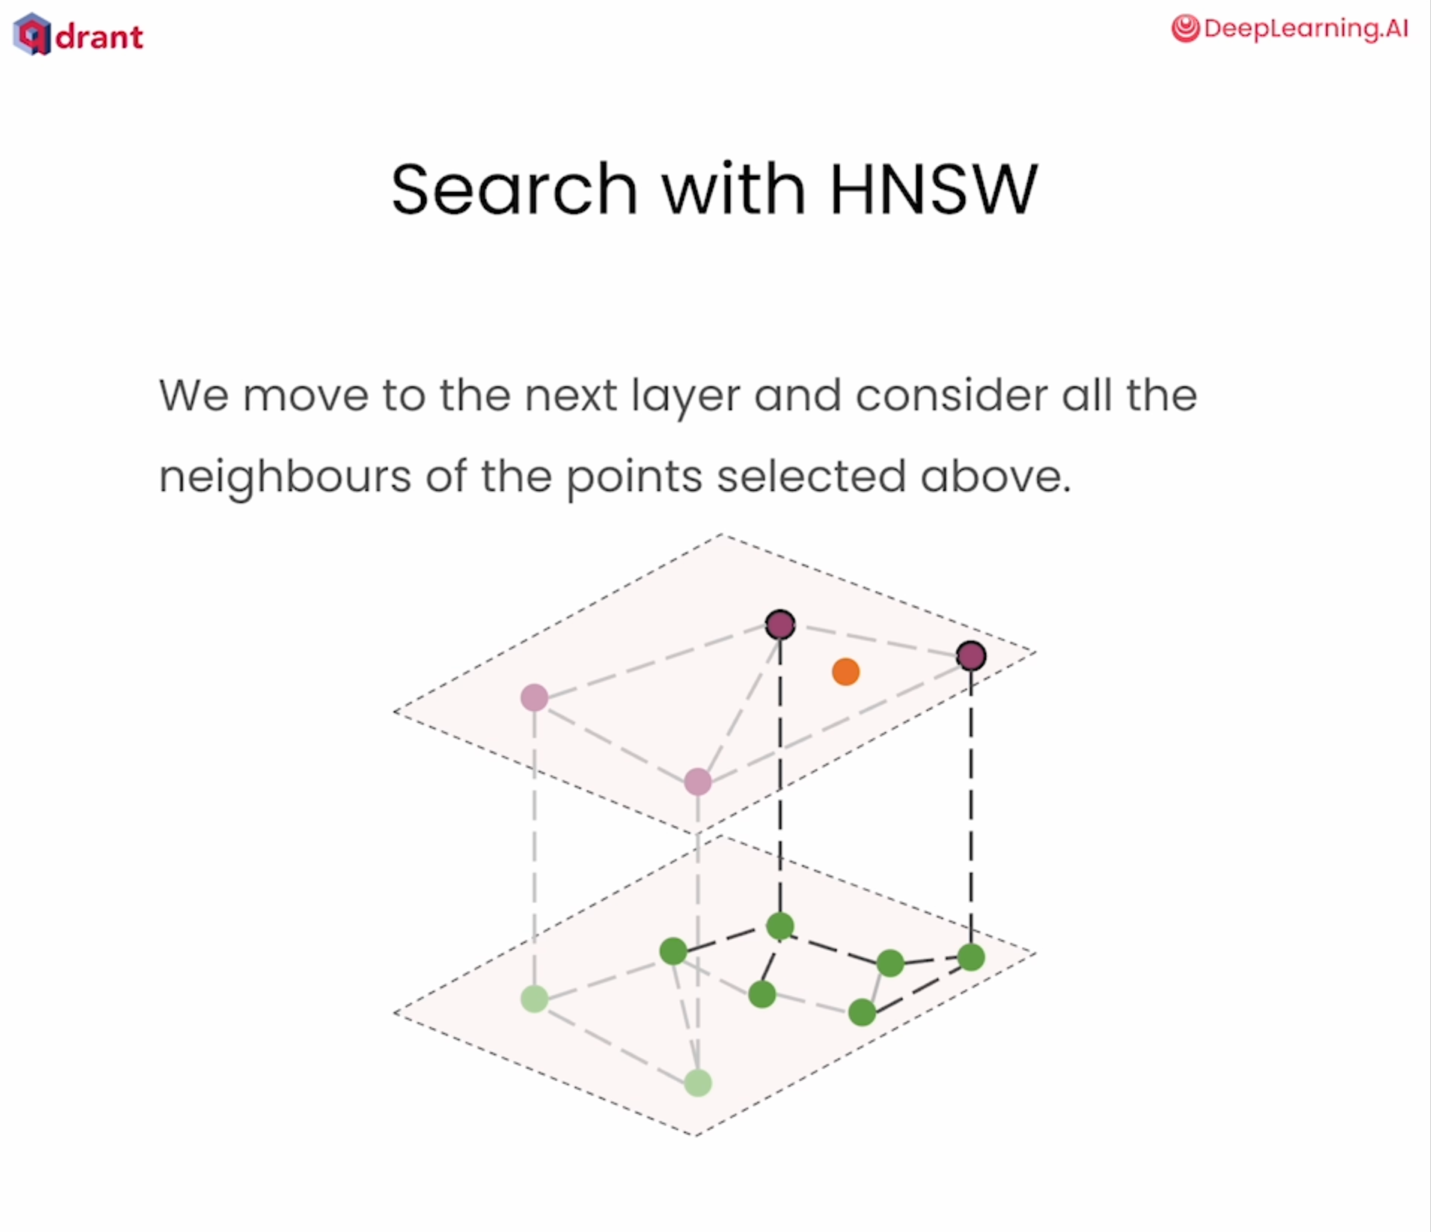 qdrant
DeepLearning.AI
Search with HNSW
We move to the next layer and consider all the
neighbours of the points selected above.